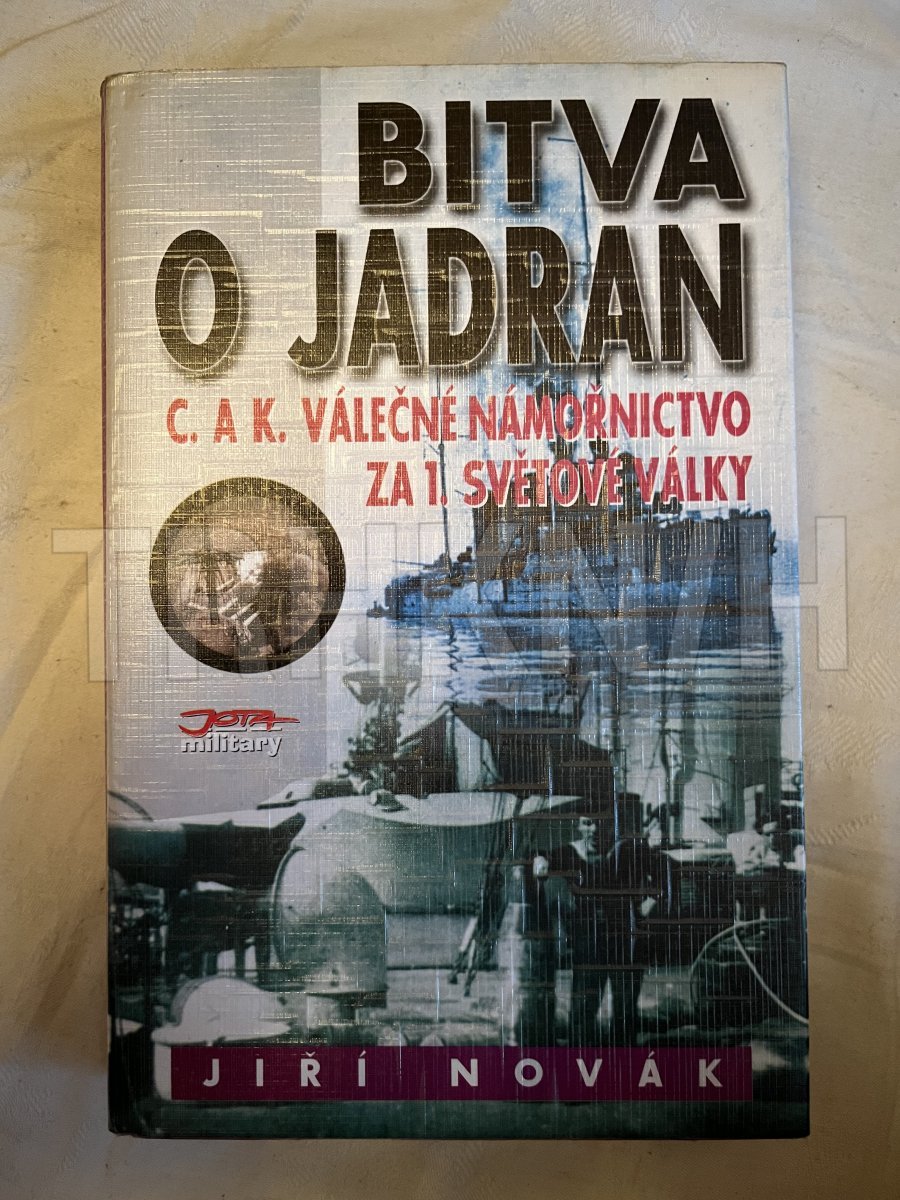 BITVA
O JADRAN
C. A K. VÁLEČNÉ NÁMOŘNICTVO
ZA 1. SVĚTOVÉ VÁLKY
JOTA
military
JIŘÍ NOVÁK